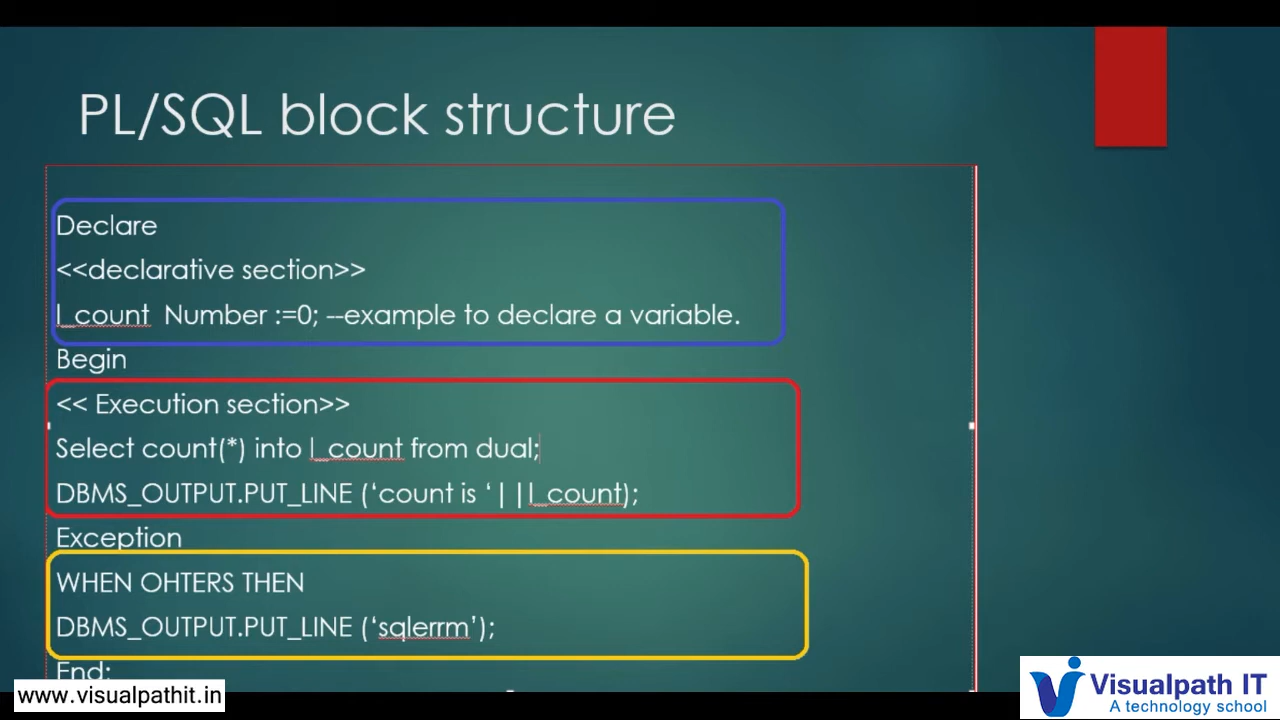 PL/SQL block structure
Declare
<<declarative section>>
l_count Number :=0; --example to declare a variable.
Begin
<< Execution section>>
Select count(*) into l_count from dual;
DBMS_OUTPUT.PUT_LINE (‘count is ‘||l_count);
Exception
WHEN OHTERS THEN
DBMS_OUTPUT.PUT_LINE (‘sqlerrm’);
End;
www.visualpathit.in
Visualpath IT
A technology school